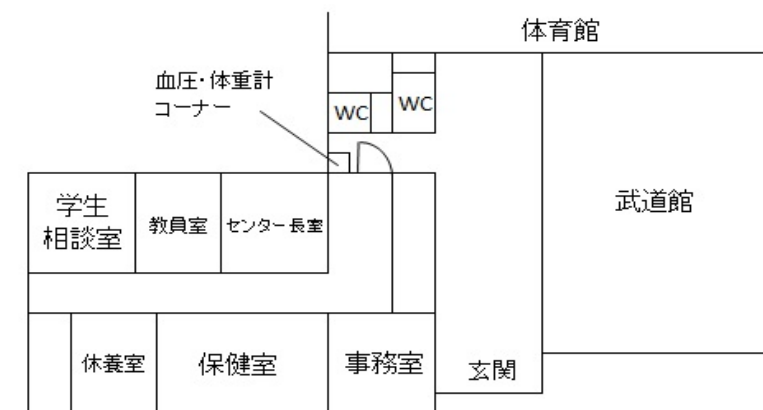 体育館
血圧・体重計
コーナー
WC
WC
学生
相談室
教員室
センター長室
武道館
休養室
保健室
事務室
玄関